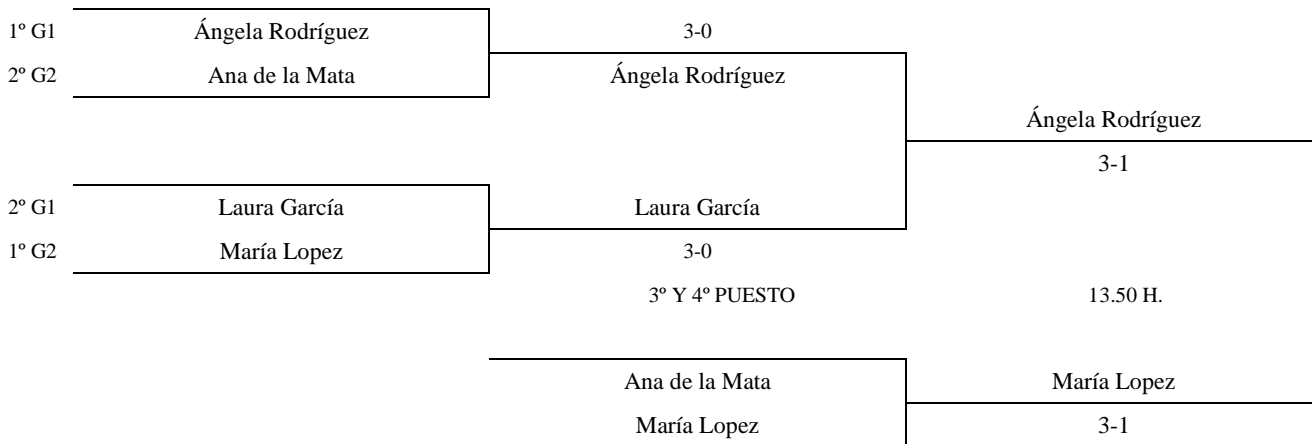 1º G1 Ángela Rodríguez 3-0
2º G2 Ana de la Mata Ángela Rodríguez
Ángela Rodríguez
3-1
2º G1 Laura García Laura García
1º G2 María Lopez 3-0
3º Y 4º PUESTO 13.50 H.
Ana de la Mata María Lopez
María Lopez 3-1